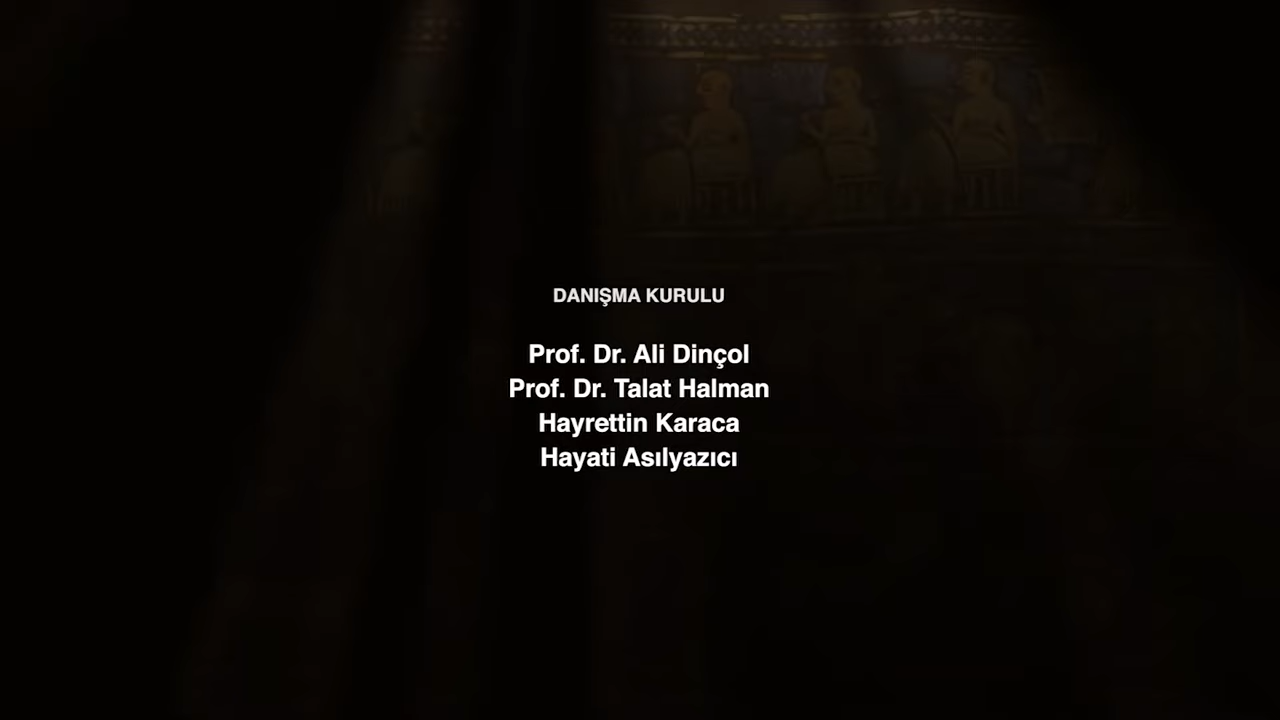 DANIŞMA KURULU
Prof. Dr. Ali Dinçol
Prof. Dr. Talat Halman
Hayrettin Karaca
Hayati Asılyazıcı